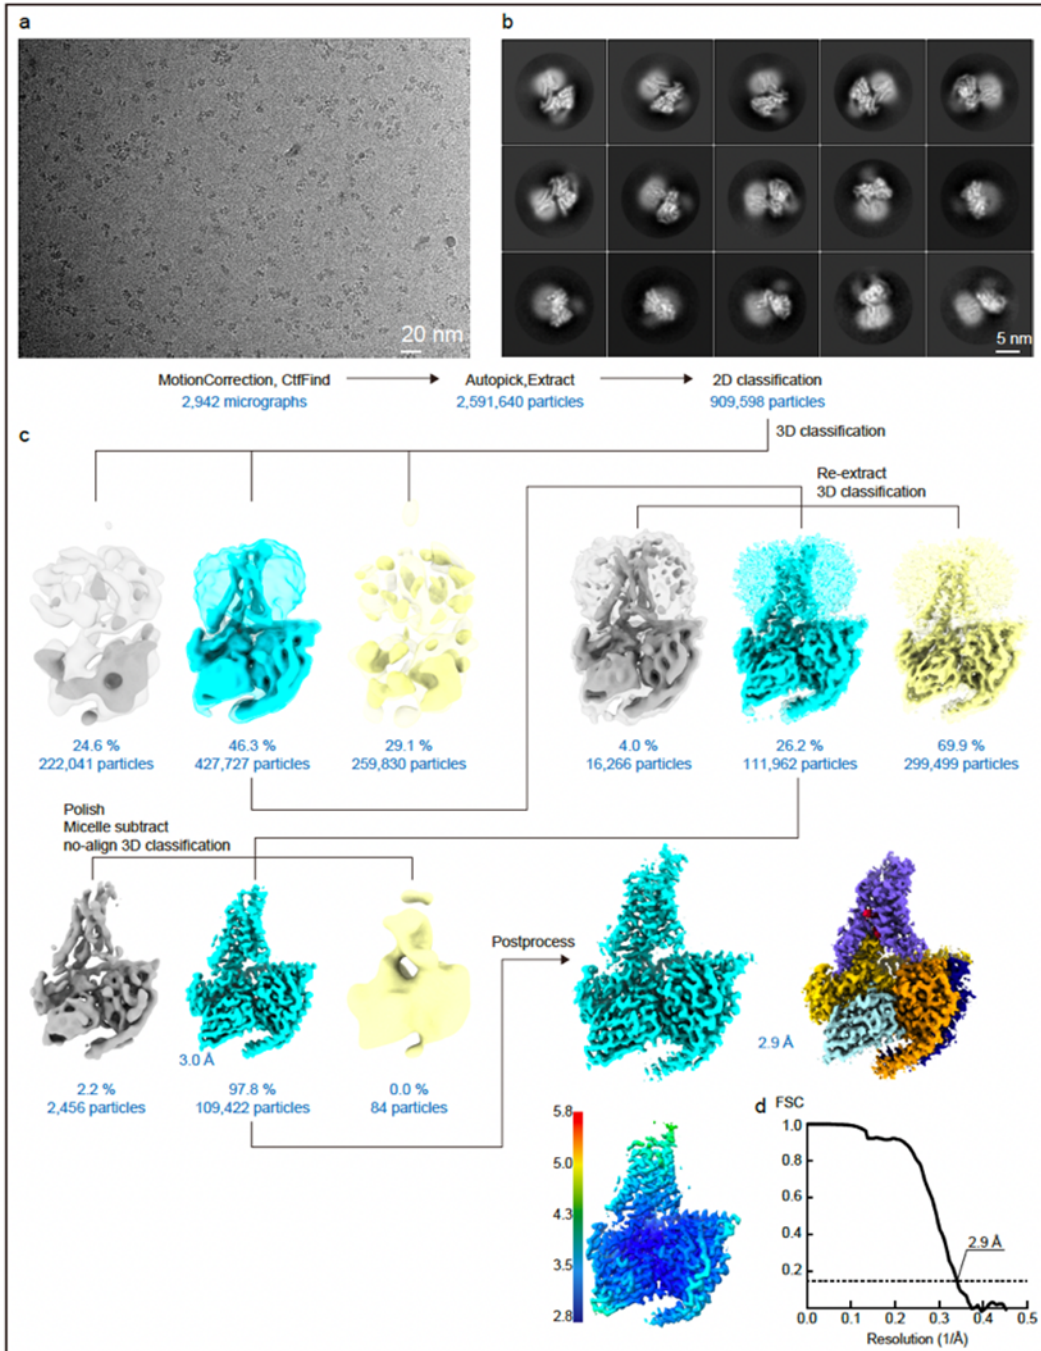 a
b
20 nm
5 nm
MotionCorrection, CtfFind
2,942 micrographs
Autopick,Extract
2,591,640 particles
2D classification
909,598 particles
c
3D classification
Re-extract
3D classification
24.6 %
222,041 particles
46.3 %
427,727 particles
29.1 %
259,830 particles
4.0 %
16,266 particles
26.2 %
111,962 particles
69.9 %
299,499 particles
Polish
Micelle subtract
no-align 3D classification
Postprocess
3.0 Å
2.9 Å
2.2 %
2,456 particles
97.8 %
109,422 particles
0.0 %
84 particles
5.8
5.0
4.3
3.5
2.8
d
FSC
1.0
0.8
0.6
0.4
0.2
2.9 Å
0.0
0.1
0.2
0.3
0.4
0.5
Resolution (1/Å)